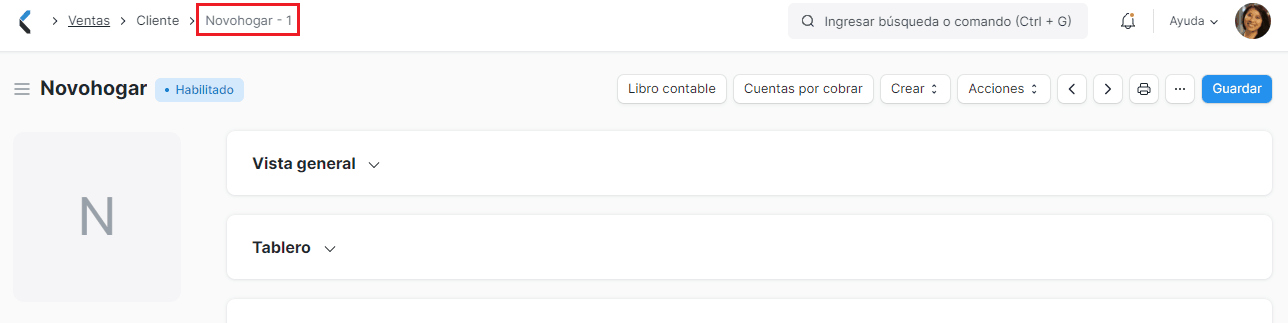 Ventas Cliente Novohogar - 1 Ingresar búsqueda o comando (Ctrl + G) Ayuda
Novohogar Habilitado Libro contable Cuentas por cobrar Crear Acciones ... Guardar
N
Vista general
Tablero